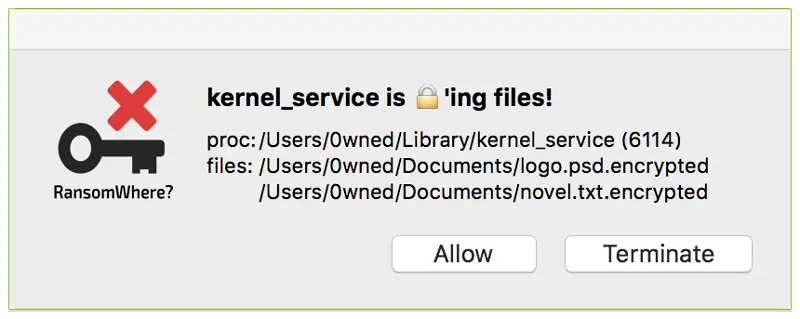 kernel_service is 🔒'ing files!
proc: /Users/0wned/Library/kernel_service (6114)
files: /Users/0wned/Documents/logo.psd.encrypted
/Users/0wned/Documents/novel.txt.encrypted
RansomWhere?
Allow
Terminate